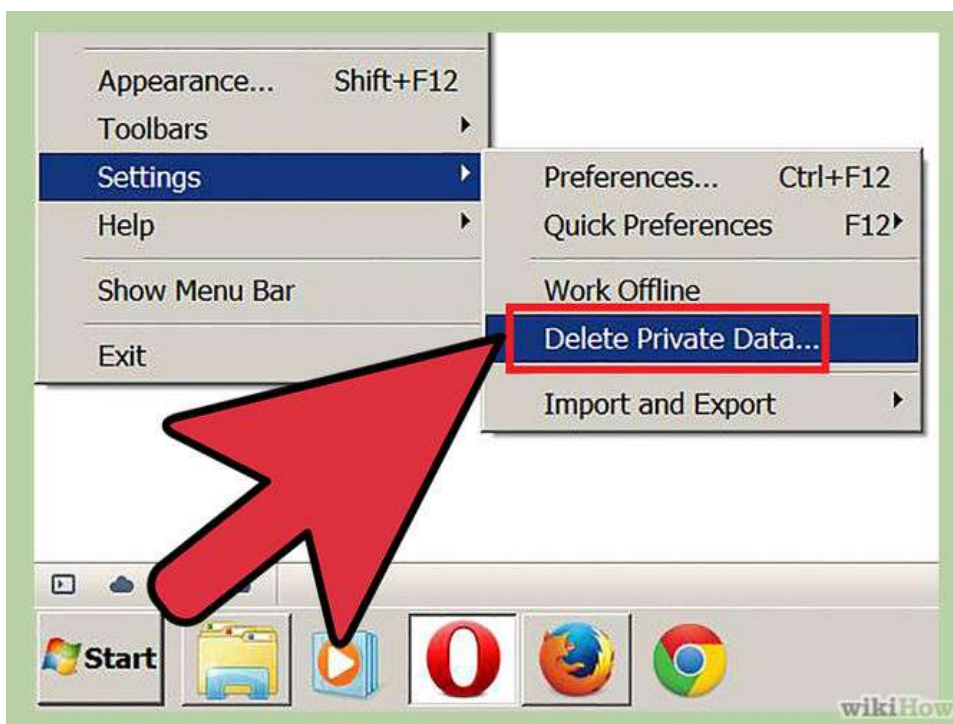 Appearance... Shift+F12
Toolbars
Settings
Help
Show Menu Bar
Exit
Preferences... Ctrl+F12
Quick Preferences F12
Work Offline
Delete Private Data...
Import and Export
Start
wikiHow